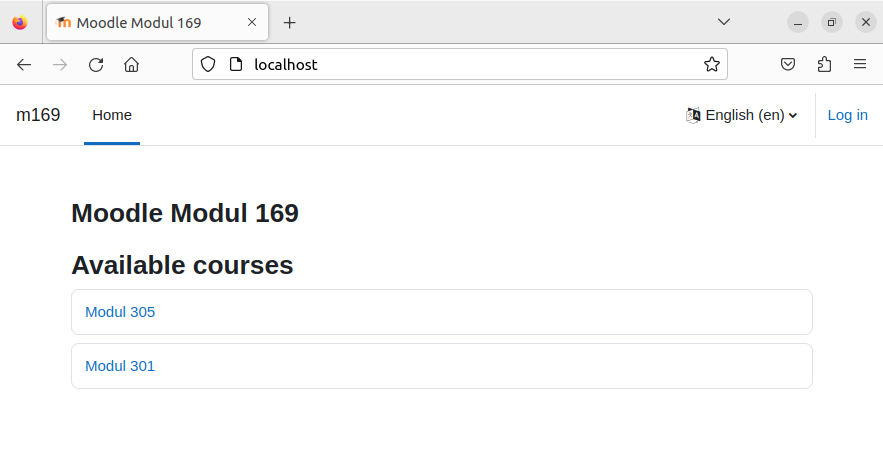 Moodle Modul 169
localhost
m169 Home English (en) Log in
Moodle Modul 169
Available courses
Modul 305
Modul 301